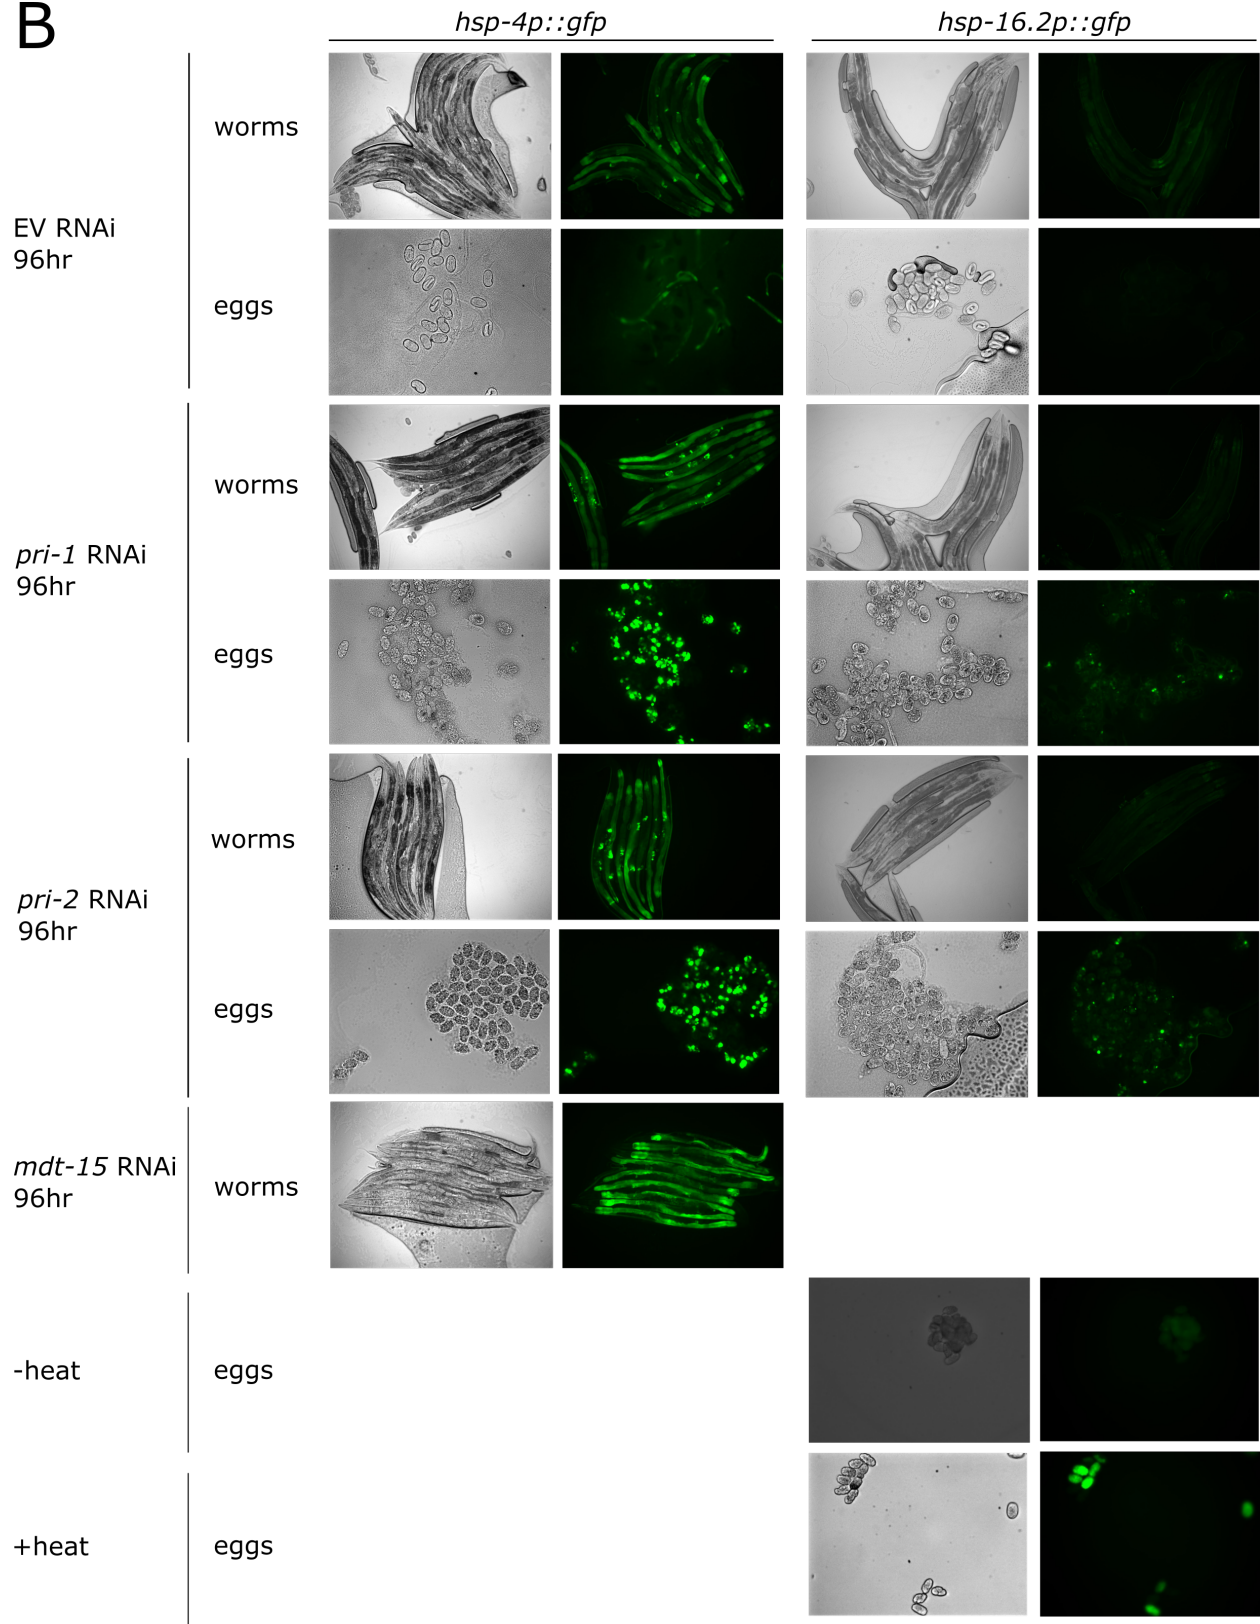 B
hsp-4p::gfp
hsp-16.2p::gfp
EV RNAi
96hr
worms
eggs
pri-1 RNAi
96hr
worms
eggs
pri-2 RNAi
96hr
worms
eggs
mdt-15 RNAi
96hr
worms
-heat
eggs
+heat
eggs